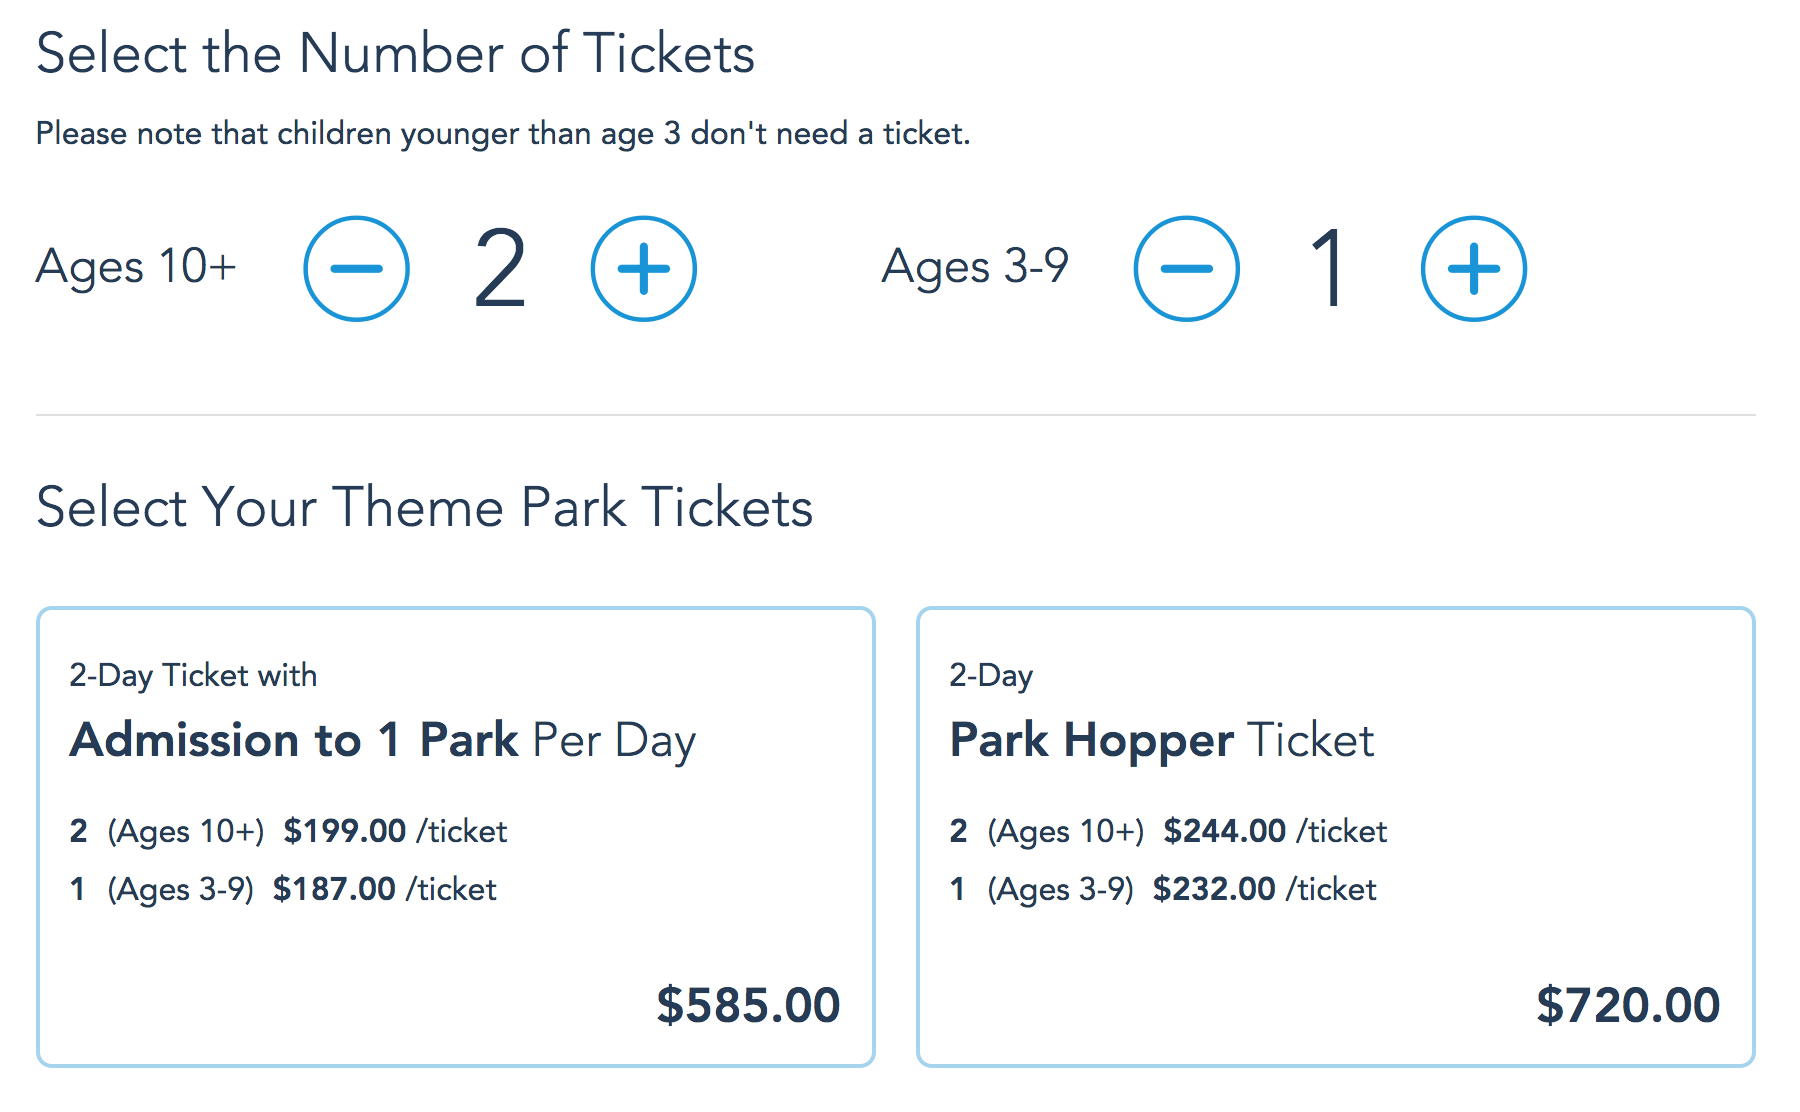 Select the Number of Tickets
Please note that children younger than age 3 don't need a ticket.
Ages 10+ 2 Ages 3-9 1
Select Your Theme Park Tickets
2-Day Ticket with
Admission to 1 Park Per Day
2 (Ages 10+) $199.00 /ticket
1 (Ages 3-9) $187.00 /ticket
$585.00
2-Day
Park Hopper Ticket
2 (Ages 10+) $244.00 /ticket
1 (Ages 3-9) $232.00 /ticket
$720.00